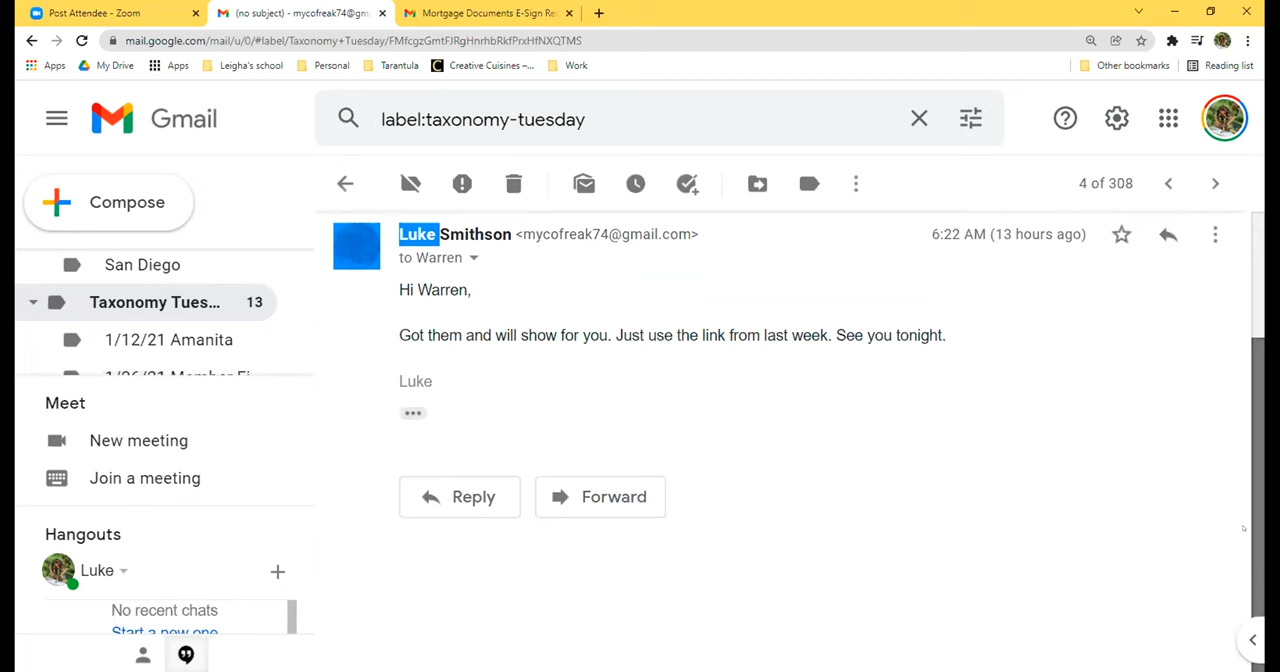 Post Attendee - Zoom
(no subject) - mycofreak74@gm
Mortgage Documents E-Sign Re
mail.google.com/mail/u/0/#label/Taxonomy+Tuesday/FMfcgzGmtFJRgHnrhbRkfPrxHfNXQTMS
Apps
My Drive
Apps
Leigha's school
Personal
Tarantula
Creative Cuisines –...
Work
Other bookmarks
Reading list
Gmail
label:taxonomy-tuesday
Compose
4 of 308
San Diego
Taxonomy Tues... 13
1/12/21 Amanita
Luke Smithson <mycofreak74@gmail.com>
6:22 AM (13 hours ago)
to Warren
Hi Warren,
Got them and will show for you. Just use the link from last week. See you tonight.
Luke
Reply
Forward
Meet
New meeting
Join a meeting
Hangouts
Luke
No recent chats
Start a new one